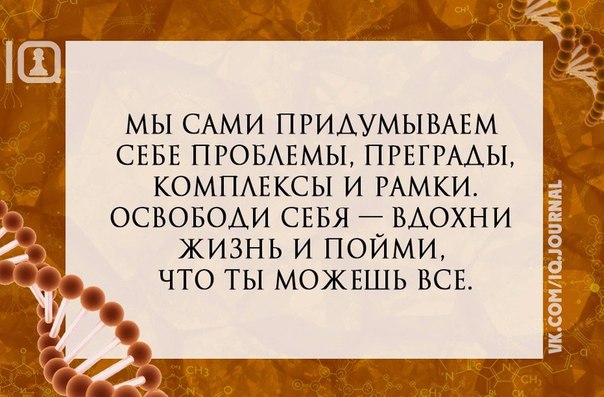 IQ
МЫ САМИ ПРИДУМЫВАЕМ
СЕБЕ ПРОБЛЕМЫ, ПРЕГРАДЫ,
КОМПЛЕКСЫ И РАМКИ.
ОСВОБОДИ СЕБЯ — ВДОХНИ
ЖИЗНЬ И ПОЙМИ,
ЧТО ТЫ МОЖЕШЬ ВСЕ.
VK.COM/IQ.JOURNAL